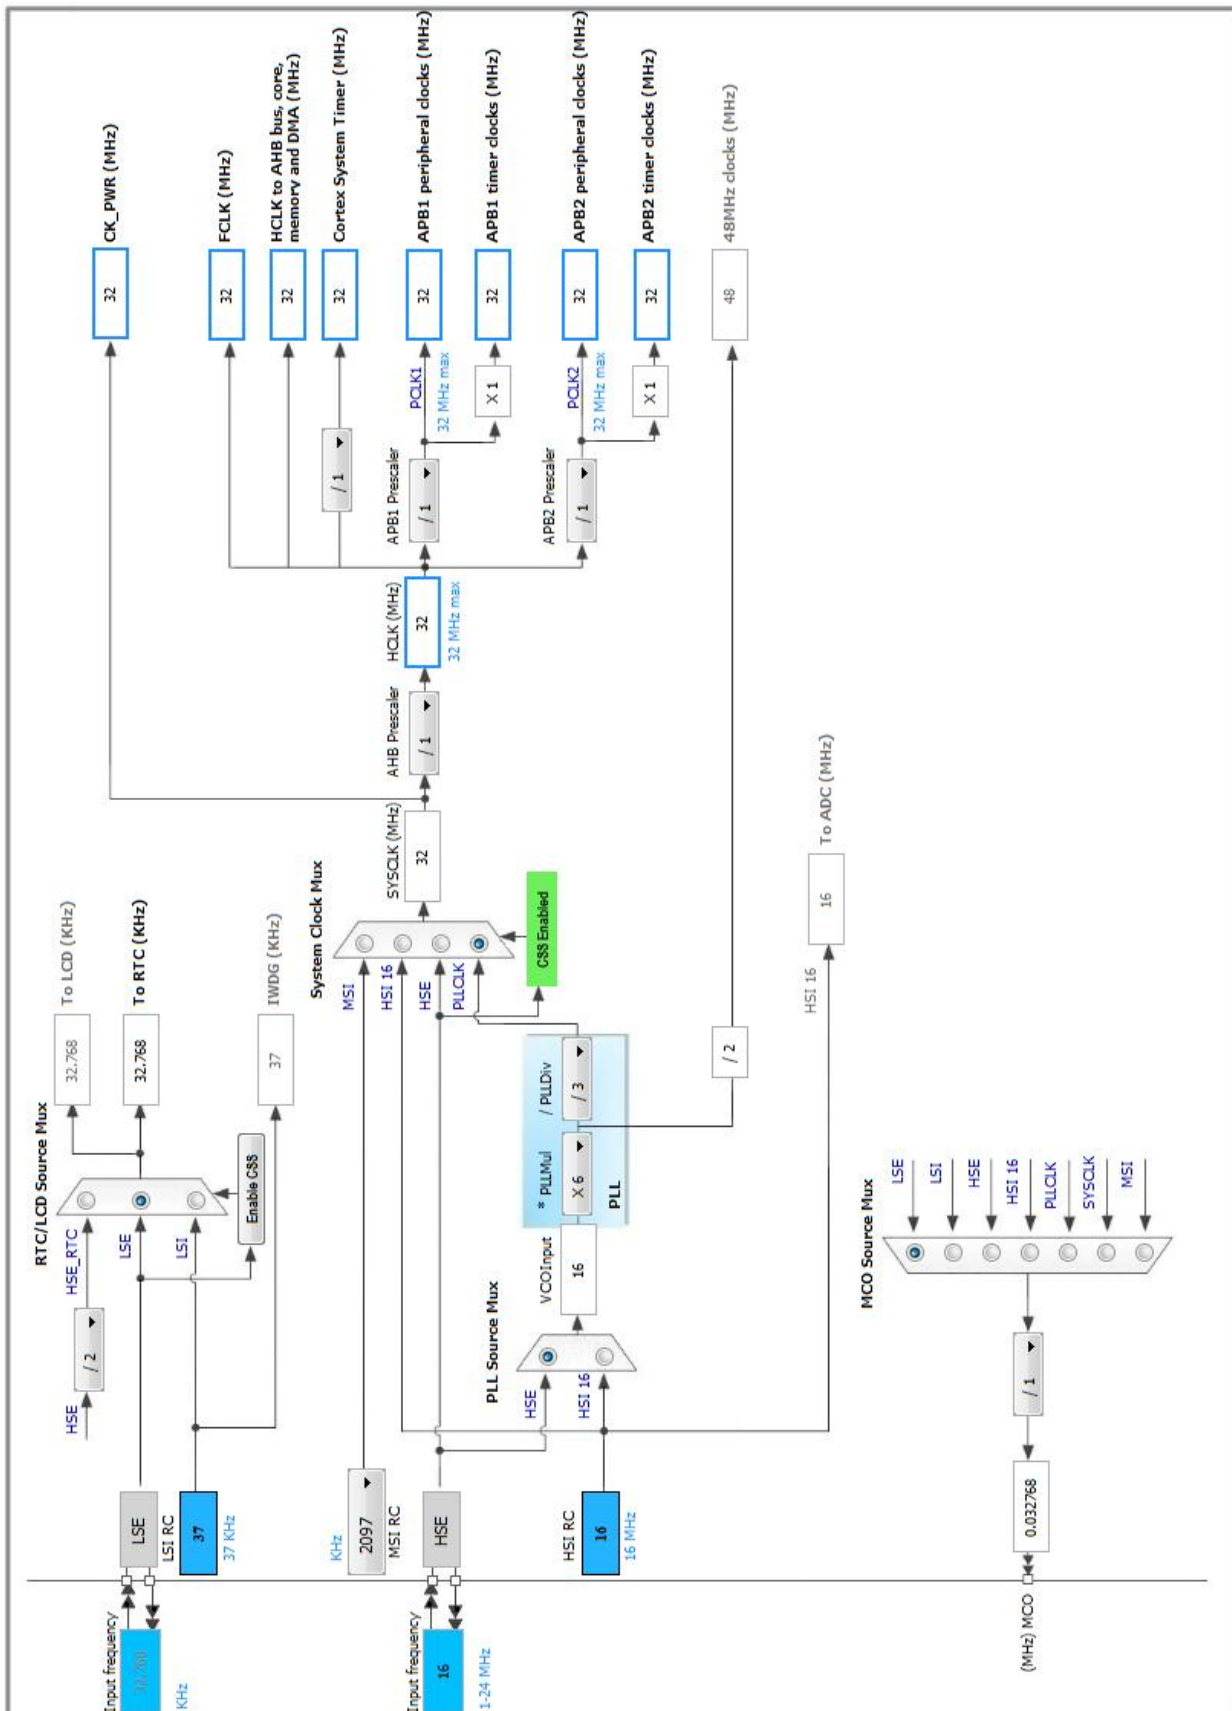 Input frequency
32.768
KHz
LSE
LSI RC
37
37 KHz
HSE
/ 2
HSE_RTC
LSE
LSI
RTC/LCD Source Mux
Enable CSS
32.768
To LCD (KHz)
32.768
To RTC (KHz)
37
IWDG (KHz)
KHz
2097
MSI RC
Input frequency
16
1-24 MHz
HSE
HSI RC
16
16 MHz
PLL Source Mux
HSE
HSI 16
VCOInput
16
* PLLMul
X 6
/ PLLDiv
/ 3
PLL
System Clock Mux
MSI
HSI 16
HSE
PLLCLK
CSS Enabled
SYSCLK (MHz)
32
AHB Prescaler
/ 1
HCLK (MHz)
32
32 MHz max
32
CK_PWR (MHz)
32
FCLK (MHz)
32
HCLK to AHB bus, core,
memory and DMA (MHz)
/ 1
32
Cortex System Timer (MHz)
APB1 Prescaler
/ 1
PCLK1
32 MHz max
32
APB1 peripheral clocks (MHz)
X 1
32
APB1 timer clocks (MHz)
APB2 Prescaler
/ 1
PCLK2
32 MHz max
32
APB2 peripheral clocks (MHz)
X 1
32
APB2 timer clocks (MHz)
/ 2
48
48MHz clocks (MHz)
HSI 16
16
To ADC (MHz)
MCO Source Mux
LSE
LSI
HSE
HSI 16
PLLCLK
SYSCLK
MSI
/ 1
0.032768
(MHz) MCO